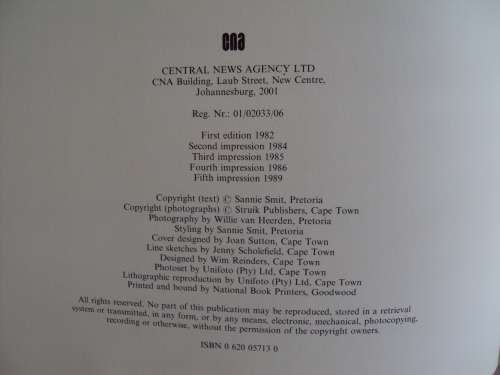 cna
CENTRAL NEWS AGENCY LTD
CNA Building, Laub Street, New Centre,
Johannesburg, 2001
Reg. Nr.: 01/02033/06
First edition 1982
Second impression 1984
Third impression 1985
Fourth impression 1986
Fifth impression 1989
Copyright (text) © Sannie Smit, Pretoria
Copyright (photographs) © Struik Publishers, Cape Town
Photography by Willie van Heerden, Pretoria
Styling by Sannie Smit, Pretoria
Cover designed by Joan Sutton, Cape Town
Line sketches by Jenny Scholefield, Cape Town
Designed by Wim Reinders, Cape Town
Photoset by Unifoto (Pty) Ltd, Cape Town
Lithographic reproduction by Unifoto (Pty) Ltd, Cape Town
Printed and bound by National Book Printers, Goodwood
All rights reserved. No part of this publication may be reproduced, stored in a retrieval
system or transmitted, in any form, or by any means, electronic, mechanical, photocopying,
recording or otherwise, without the permission of the copyright owners.
ISBN 0 620 05713 0